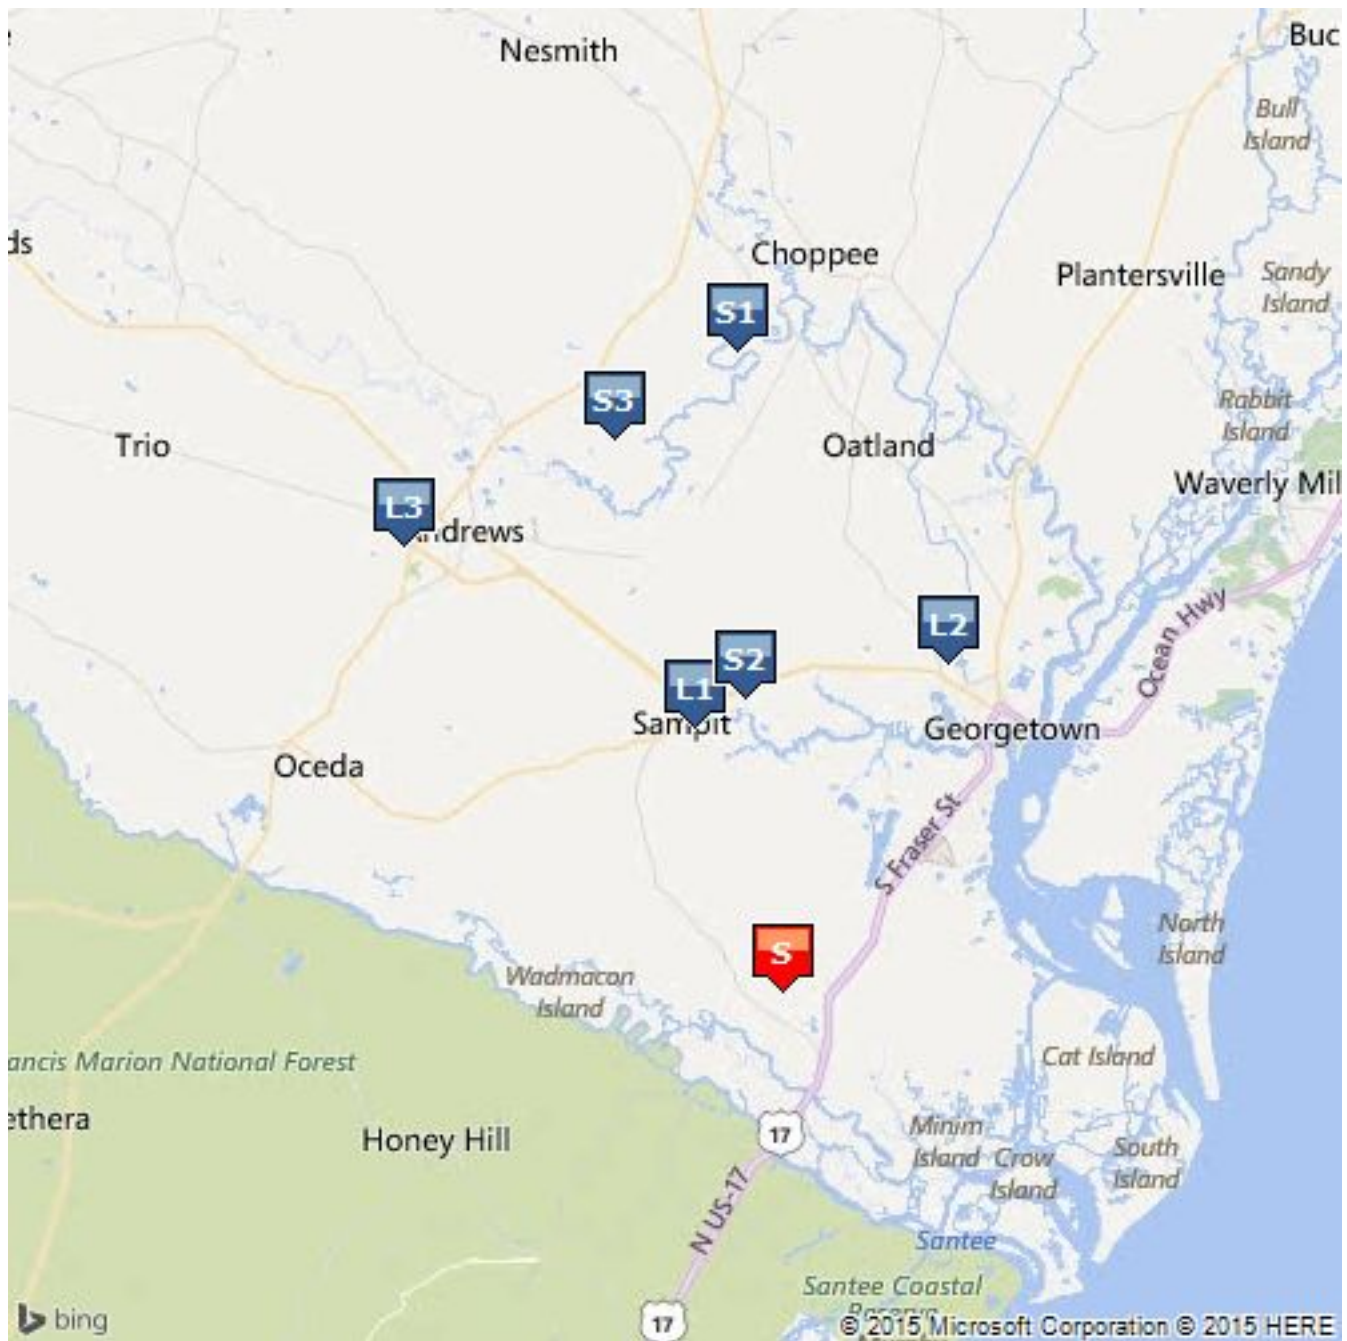 Nesmith
Buc
Bull
Island
ds
Choppee
Plantersville
Sandy
Island
S1
S3
Rabbit
Island
Trio
Oatland
Waverly Mil
L3
ndrews
Ocean Hwy
L2
S2
L1
Sampit
Georgetown
Oceda
S Fraser St
S
North
Island
Wadmacon
Island
ancis Marion National Forest
Cat Island
ethera
Honey Hill
17
Minim
Island
Crow
Island
South
Island
N US-17
Santee
Santee Coastal
Reserve
17
bing
© 2015 Microsoft Corporation © 2015 HERE